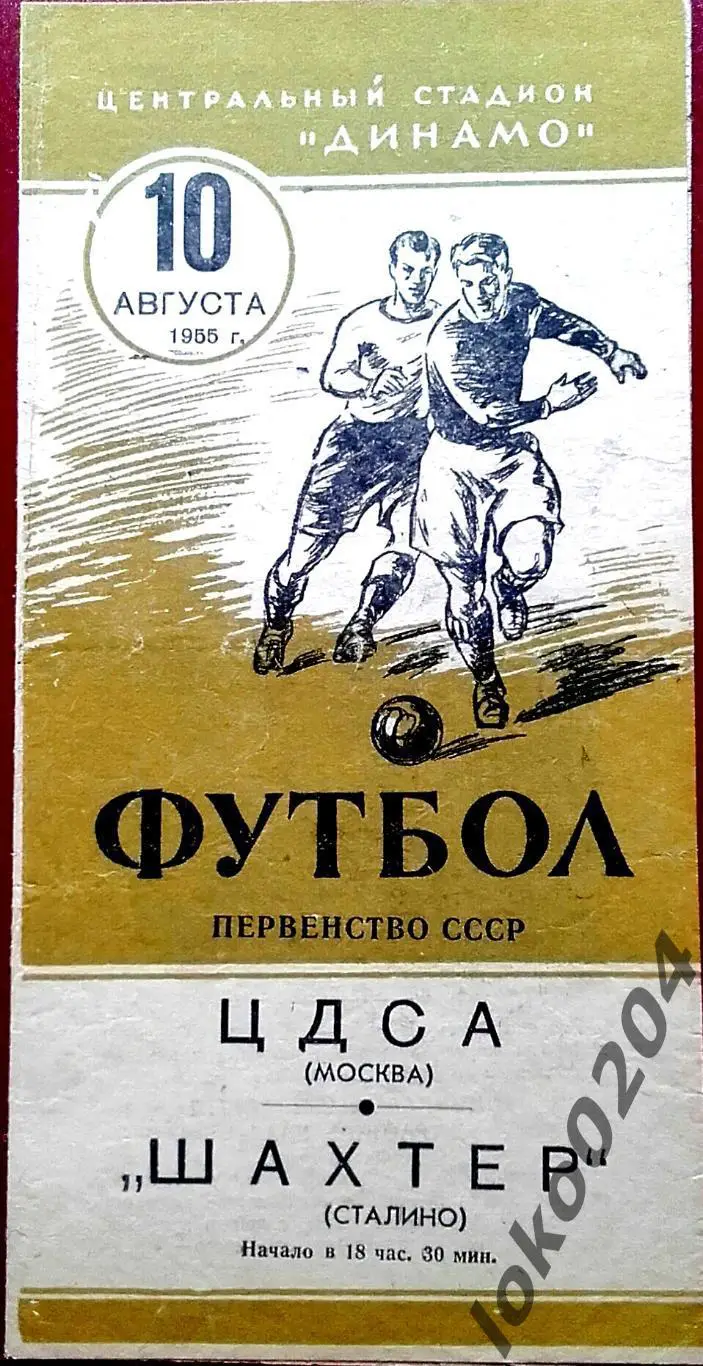 ЦЕНТРАЛЬНЫЙ СТАДИОН
"ДИНАМО"
10
АВГУСТА
1955 г.
ФУТБОЛ
ПЕРВЕНСТВО СССР
ЦДСА
(МОСКВА)
„ШАХТЕР“
(СТАЛИНО)
Начало в 18 час. 30 мин.
loko0204